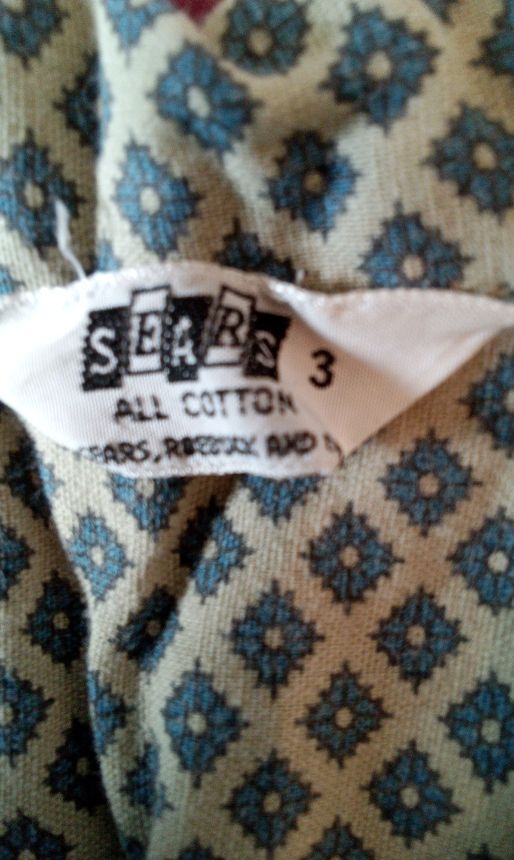 SEARS 3
ALL COTTON
SEARS, ROEBUCK AND